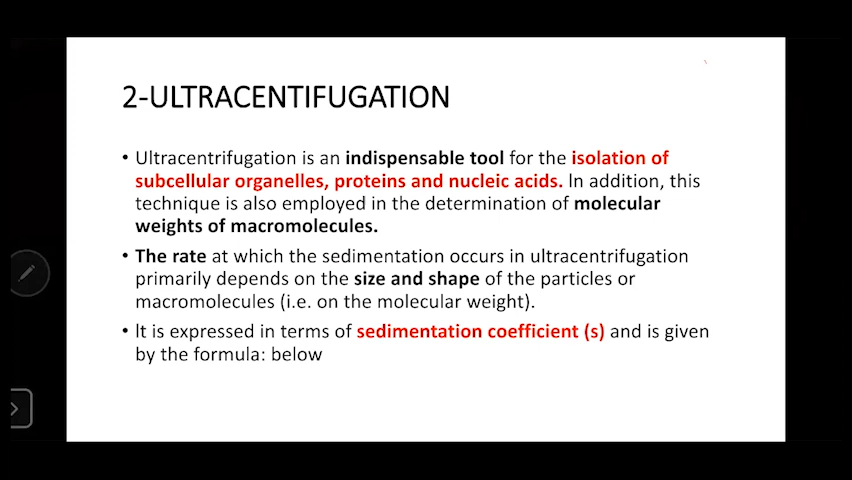 2-ULTRACENTIFUGATION
• Ultracentrifugation is an indispensable tool for the isolation of
subcellular organelles, proteins and nucleic acids. In addition, this
technique is also employed in the determination of molecular
weights of macromolecules.
• The rate at which the sedimentation occurs in ultracentrifugation
primarily depends on the size and shape of the particles or
macromolecules (i.e. on the molecular weight).
• It is expressed in terms of sedimentation coefficient (s) and is given
by the formula: below